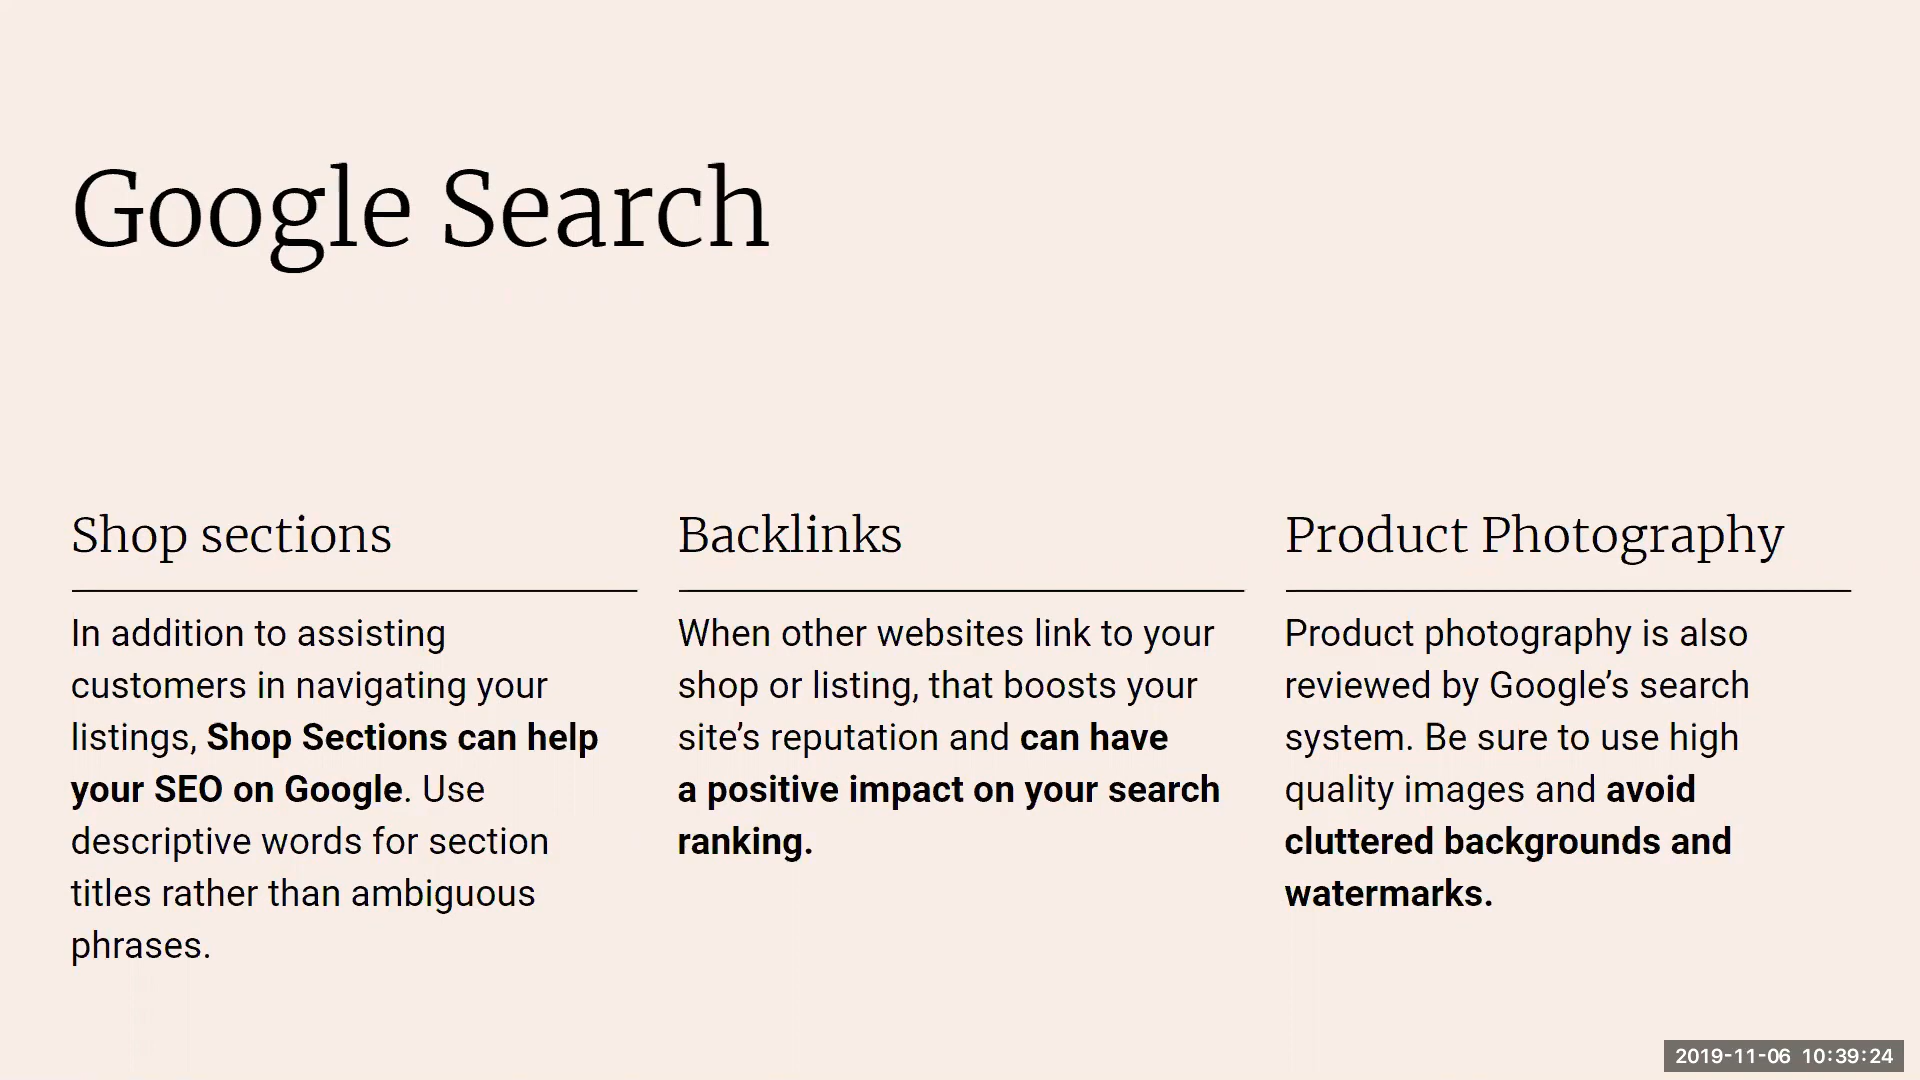 Google Search
Shop sections
In addition to assisting
customers in navigating your
listings, Shop Sections can help
your SEO on Google. Use
descriptive words for section
titles rather than ambiguous
phrases.
Backlinks
When other websites link to your
shop or listing, that boosts your
site’s reputation and can have
a positive impact on your search
ranking.
Product Photography
Product photography is also
reviewed by Google’s search
system. Be sure to use high
quality images and avoid
cluttered backgrounds and
watermarks.
2019-11-06 10:39:24